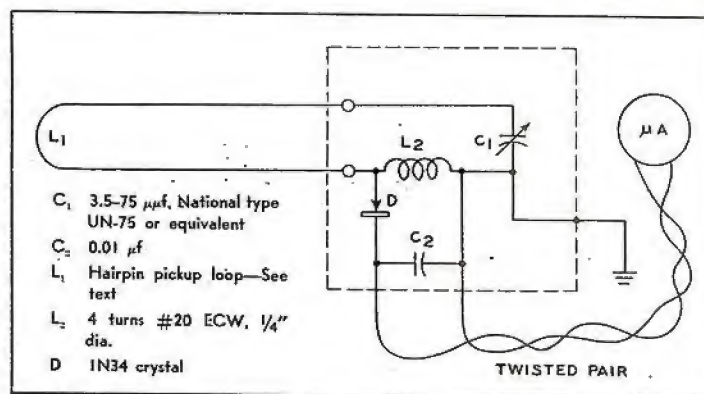 L1
L2
C1
μA
D
C2
C1 3.5-75 μμf, National type
UN-75 or equivalent
C2 0.01 μf
L1 Hairpin pickup loop—See
text
L2 4 turns #20 ECW, 1/4"
dia.
D 1N34 crystal
TWISTED PAIR